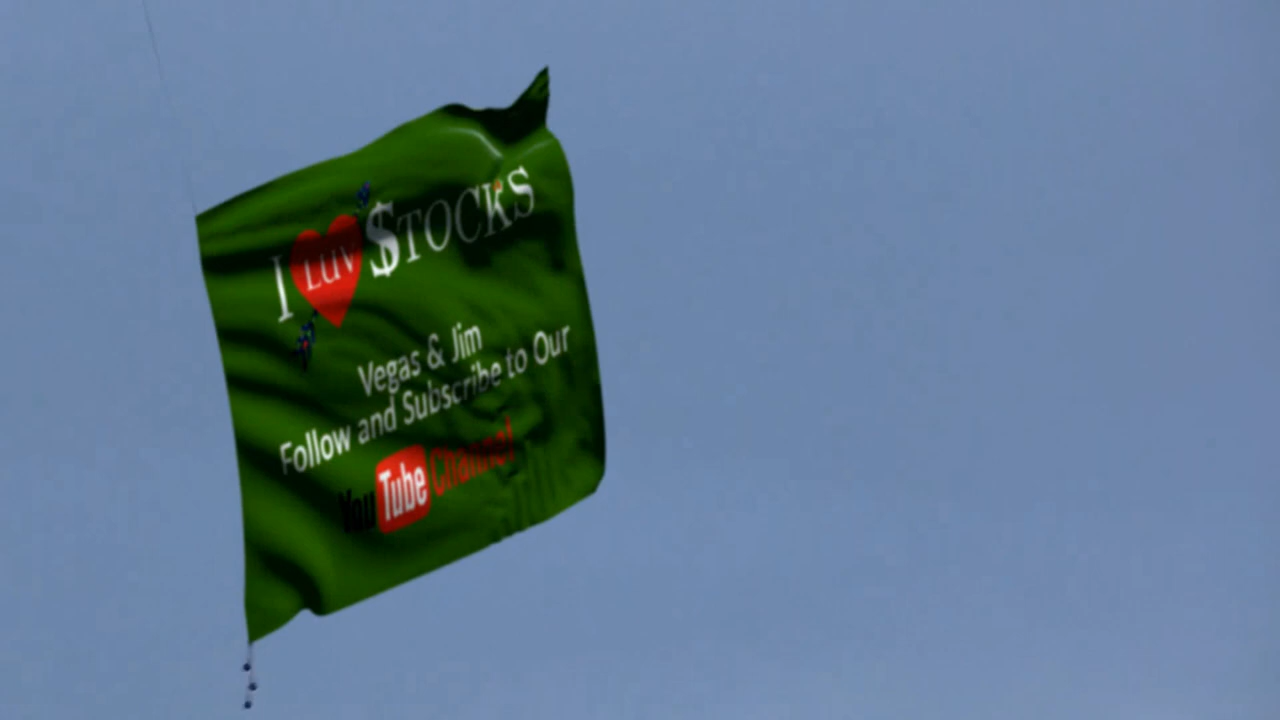 I LUV $TOCKS
Vegas & Jim
Follow and Subscribe to Our
YouTube Channel